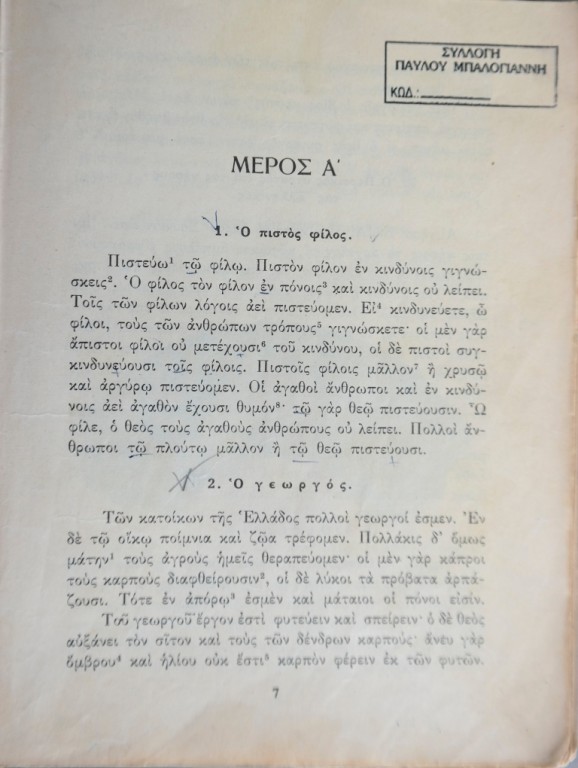 ΣΥΛΛΟΓΗ
ΠΑΥΛΟΥ ΜΠΑΛΟΓΙΑΝΝΗ
ΚΩΔ.:
ΜΕΡΟΣ Α'
1. Ὁ πιστὸς φίλος.
Πιστεύω¹ τῷ φίλῳ. Πιστὸν φίλον ἐν κινδύνοις γιγνώ-
σκεις². Ὁ φίλος τὸν φίλον ἐν πόνοις³ καὶ κινδύνοις οὐ λείπει.
Τοῖς τῶν φίλων λόγοις ἀεὶ πιστεύομεν. Εἰ⁴ κινδυνεύετε, ὦ
φίλοι, τοὺς τῶν ἀνθρώπων τρόπους⁵ γιγνώσκετε· οἱ μὲν γὰρ
ἄπιστοι φίλοι οὐ μετέχουσι⁶ τοῦ κινδύνου, οἱ δὲ πιστοὶ συγ-
κινδυνεύουσι τοῖς φίλοις. Πιστοῖς φίλοις μᾶλλον⁷ ἢ χρυσῷ
καὶ ἀργύρῳ πιστεύομεν. Οἱ ἀγαθοὶ ἄνθρωποι καὶ ἐν κινδύ-
νοις ἀεὶ ἀγαθὸν ἔχουσι θυμόν⁸· τῷ γὰρ θεῷ πιστεύουσιν. Ὦ
φίλε, ὁ θεὸς τοὺς ἀγαθοὺς ἀνθρώπους οὐ λείπει. Πολλοὶ ἄν-
θρωποι τῷ πλούτῳ μᾶλλον ἢ τῷ θεῷ πιστεύουσι.
2. Ὁ γεωργός.
Τῶν κατοίκων τῆς Ἑλλάδος πολλοὶ γεωργοί ἐσμεν. Ἐν
δὲ τῷ οἴκῳ ποίμνια καὶ ζῷα τρέφομεν. Πολλάκις δ' ὅμως
μάτην¹ τοὺς ἀγροὺς ἡμεῖς θεραπεύομεν· οἱ μὲν γὰρ κάπροι
τοὺς καρποὺς διαφθείρουσιν², οἱ δὲ λύκοι τὰ πρόβατα ἁρπά-
ζουσι. Τότε ἐν ἀπόρῳ³ ἐσμὲν καὶ μάταιοι οἱ πόνοι εἰσίν.
Τοῦ γεωργοῦ ἔργον ἐστὶ φυτεύειν καὶ σπείρειν· ὁ δὲ θεὸς
αὐξάνει τὸν σῖτον καὶ τοὺς τῶν δένδρων καρπούς· ἄνευ γὰρ
ὄμβρου⁴ καὶ ἡλίου οὐκ ἔστι⁵ καρπὸν φέρειν ἐκ τῶν φυτῶν.
7